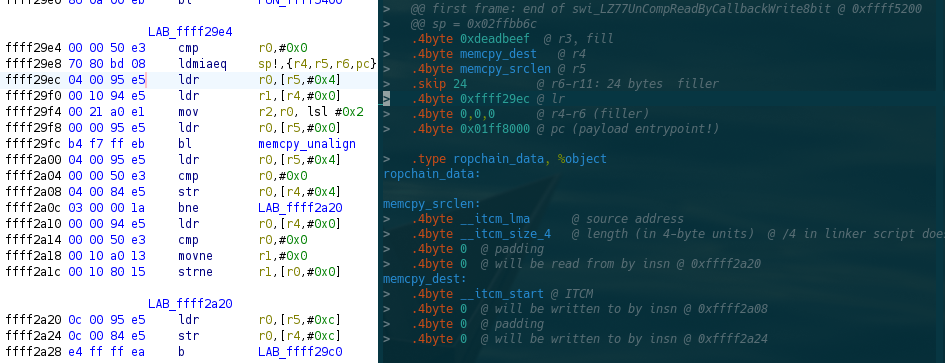 ffff29e0 86 0a 00 eb bl FUN_ffff5400
LAB_ffff29e4
ffff29e4 00 00 50 e3 cmp r0,#0x0
ffff29e8 70 80 bd 08 ldmiaeq sp!,{r4,r5,r6,pc}
ffff29ec 04 00 95 e5 ldr r0,[r5,#0x4]
ffff29f0 00 10 94 e5 ldr r1,[r4,#0x0]
ffff29f4 00 21 a0 e1 mov r2,r0, lsl #0x2
ffff29f8 00 00 95 e5 ldr r0,[r5,#0x0]
ffff29fc b4 f7 ff eb bl memcpy_unalign
ffff2a00 04 00 95 e5 ldr r0,[r5,#0x4]
ffff2a04 00 00 50 e3 cmp r0,#0x0
ffff2a08 04 00 84 e5 str r0,[r4,#0x4]
ffff2a0c 03 00 00 1a bne LAB_ffff2a20
ffff2a10 00 00 94 e5 ldr r0,[r4,#0x0]
ffff2a14 00 00 50 e3 cmp r0,#0x0
ffff2a18 00 10 a0 13 movne r1,#0x0
ffff2a1c 00 10 80 15 strne r1,[r0,#0x0]
LAB_ffff2a20
ffff2a20 0c 00 95 e5 ldr r0,[r5,#0xc]
ffff2a24 0c 00 84 e5 str r0,[r4,#0xc]
ffff2a28 e4 ff ff ea b LAB_ffff29c0
> @@ first frame: end of swi_LZ77UnCompReadByCallbackWrite8bit @ 0xffff5200
> @@ sp = 0x02ffbb6c
> .4byte 0xdeadbeef @ r3, fill
> .4byte memcpy_dest @ r4
> .4byte memcpy_srclen @ r5
> .skip 24 @ r6-r11: 24 bytes filler
> .4byte 0xffff29ec @ lr
> .4byte 0,0,0 @ r4-r6 (filler)
> .4byte 0x01ff8000 @ pc (payload entrypoint!)
> .type ropchain_data, %object
ropchain_data:
memcpy_srclen:
> .4byte __itcm_lma @ source address
> .4byte __itcm_size_4 @ length (in 4-byte units) @ /4 in linker script doe
> .4byte 0 @ padding
> .4byte 0 @ will be read from by insn @ 0xffff2a20
memcpy_dest:
> .4byte __itcm_start @ ITCM
> .4byte 0 @ will be written to by insn @ 0xffff2a08
> .4byte 0 @ padding
> .4byte 0 @ will be written to by insn @ 0xffff2a24